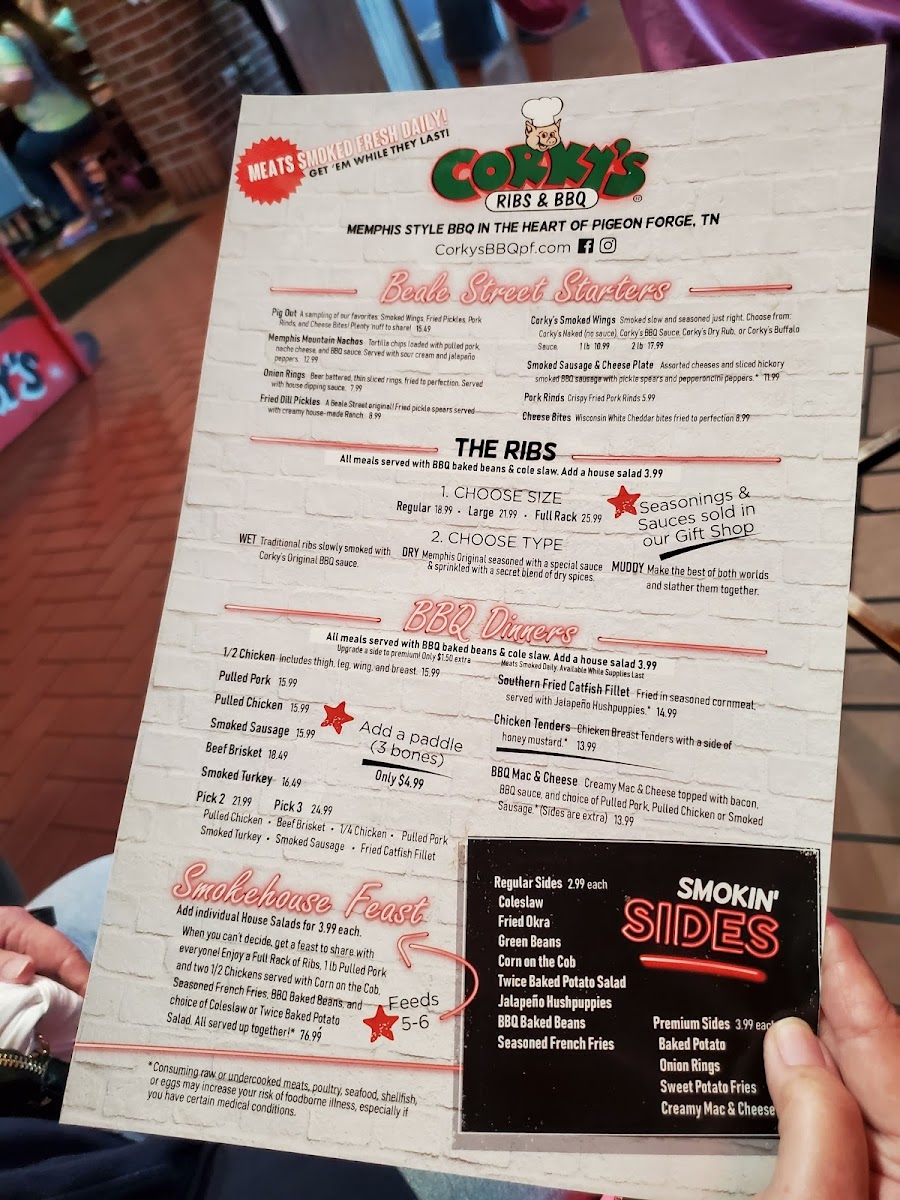 MEATS SMOKED FRESH DAILY!
GET 'EM WHILE THEY LAST!
CORKY'S
RIBS & BBQ
MEMPHIS STYLE BBQ IN THE HEART OF PIGEON FORGE, TN
CorkysBBQpf.com
Beale Street Starters
Pig Out A sampling of our favorites. Smoked Wings, Fried Pickles, Pork
Rinds, and Cheese Bites! Plenty 'nuff to share! 15.49
Memphis Mountain Nachos Tortilla chips loaded with pulled pork,
nacho cheese, and BBQ sauce. Served with sour cream and jalapeño
peppers. 12.99
Onion Rings Beer battered, thin sliced rings, fried to perfection. Served
with house dipping sauce. 7.99
Fried Dill Pickles A Beale Street original! Fried pickle spears served
with creamy house-made Ranch. 8.99
Corky's Smoked Wings Smoked slow and seasoned just right. Choose from:
Corky's Naked (no sauce), Corky's BBQ Sauce, Corky's Dry Rub, or Corky's Buffalo
Sauce. 1 lb 10.99 2 lb 17.99
Smoked Sausage & Cheese Plate Assorted cheeses and sliced hickory
smoked BBQ sausage with pickle spears and pepperoncini peppers.* 11.99
Pork Rinds Crispy Fried Pork Rinds 5.99
Cheese Bites Wisconsin White Cheddar bites fried to perfection 8.99
THE RIBS
All meals served with BBQ baked beans & cole slaw. Add a house salad 3.99
1. CHOOSE SIZE
Regular 18.99 • Large 21.99 • Full Rack 25.99
Seasonings &
Sauces sold in
our Gift Shop
2. CHOOSE TYPE
WET Traditional ribs slowly smoked with
Corky's Original BBQ sauce.
DRY Memphis Original seasoned with a special sauce
& sprinkled with a secret blend of dry spices.
MUDDY Make the best of both worlds
and slather them together.
BBQ Dinners
All meals served with BBQ baked beans & cole slaw. Add a house salad 3.99
Upgrade a side to premium! Only $1.50 extra
Meats Smoked Daily. Available While Supplies Last
1/2 Chicken Includes thigh, leg, wing, and breast. 15.99
Pulled Pork 15.99
Pulled Chicken 15.99
Smoked Sausage 15.99
Beef Brisket 18.49
Smoked Turkey 16.49
Pick 2 21.99 Pick 3 24.99
Pulled Chicken • Beef Brisket • 1/4 Chicken • Pulled Pork
Smoked Turkey • Smoked Sausage • Fried Catfish Fillet
Add a paddle
(3 bones)
Only $4.99
Southern Fried Catfish Fillet Fried in seasoned cornmeal,
served with Jalapeño Hushpuppies.* 14.99
Chicken Tenders Chicken Breast Tenders with a side of
honey mustard.* 13.99
BBQ Mac & Cheese Creamy Mac & Cheese topped with bacon,
BBQ sauce, and choice of Pulled Pork, Pulled Chicken or Smoked
Sausage.* (Sides are extra) 13.99
Smokehouse Feast
Add individual House Salads for 3.99 each.
When you can't decide, get a feast to share with
everyone! Enjoy a Full Rack of Ribs, 1 lb Pulled Pork
and two 1/2 Chickens served with Corn on the Cob,
Seasoned French Fries, BBQ Baked Beans, and
choice of Coleslaw or Twice Baked Potato
Salad. All served up together!* 76.99
Feeds
5-6
*Consuming raw or undercooked meats, poultry, seafood, shellfish,
or eggs may increase your risk of foodborne illness, especially if
you have certain medical conditions.
SMOKIN'
SIDES
Regular Sides 2.99 each
Coleslaw
Fried Okra
Green Beans
Corn on the Cob
Twice Baked Potato Salad
Jalapeño Hushpuppies
BBQ Baked Beans
Seasoned French Fries
Premium Sides 3.99 each
Baked Potato
Onion Rings
Sweet Potato Fries
Creamy Mac & Cheese